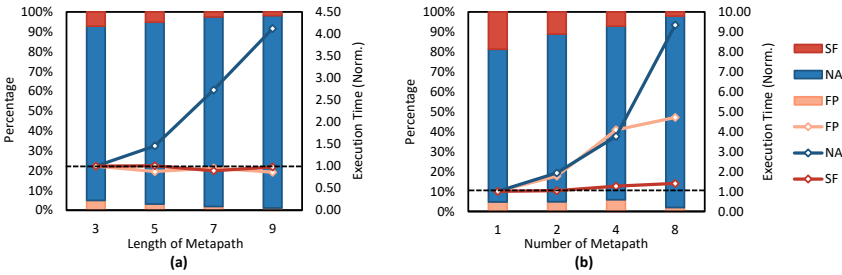 100%
90%
80%
70%
60%
50%
40%
30%
20%
10%
0%
Percentage
4.50
4.00
3.50
3.00
2.50
2.00
1.50
1.00
0.50
0.00
Execution Time (Norm.)
3 5 7 9
Length of Metapath
(a)
100%
90%
80%
70%
60%
50%
40%
30%
20%
10%
0%
Percentage
10.00
9.00
8.00
7.00
6.00
5.00
4.00
3.00
2.00
1.00
0.00
Execution Time (Norm.)
1 2 4 8
Number of Metapath
(b)
SF
NA
FP
FP
NA
SF